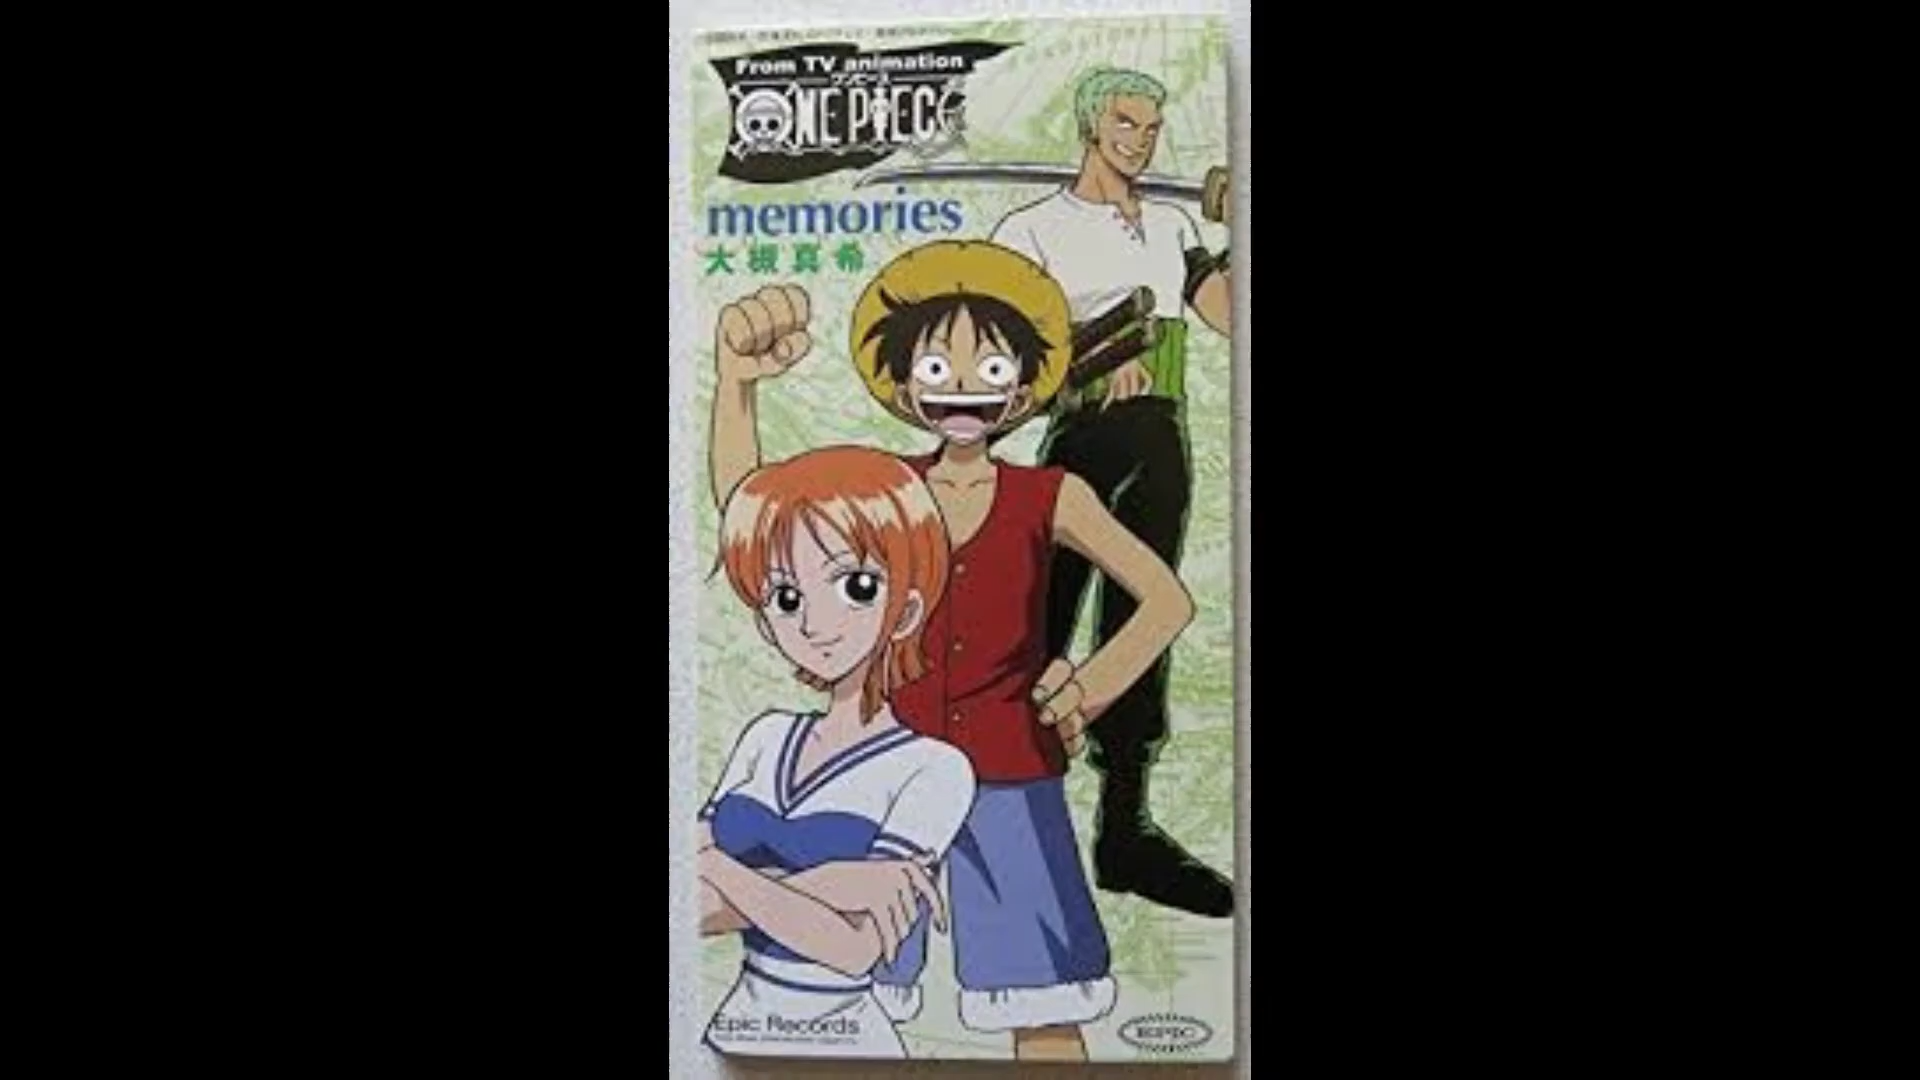 From TV animation
ワンピース
ONE PIECE
memories
大槻真希
Epic Records
EPIC